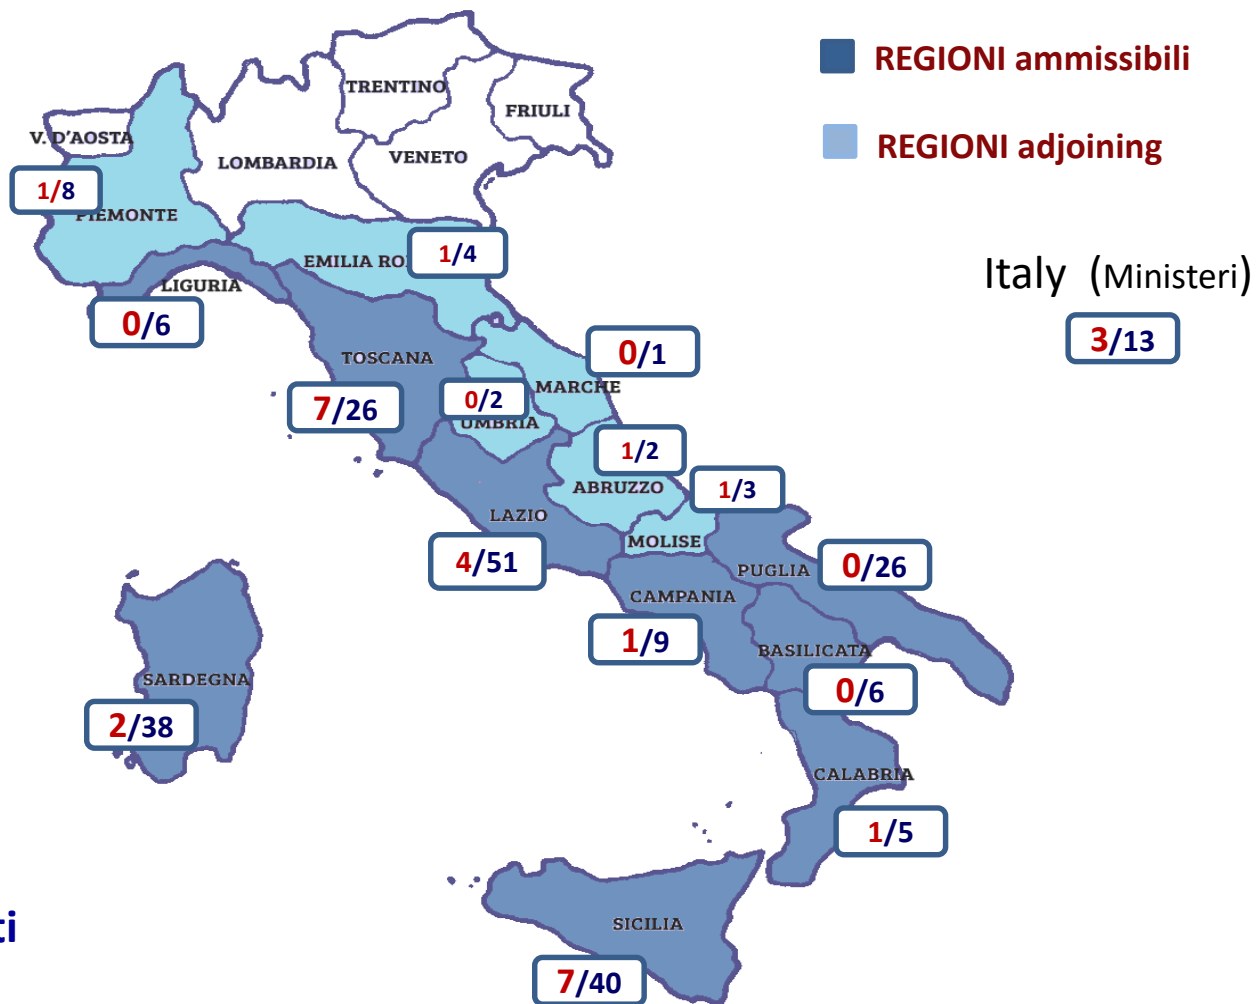 REGIONI ammissibili
TRENTINO
FRIULI
V. D'AOSTA
REGIONI adjoining
LOMBARDIA
VENETO
1/8
PIEMONTE
EMILIA RO
1/4
Italy (Ministeri)
LIGURIA
0/6
3/13
TOSCANA
0/1
MARCHE
7/26
0/2
UMBRIA
1/2
ABRUZZO
1/3
LAZIO
MOLISE
4/51
PUGLIA
0/26
CAMPANIA
1/9
BASILICATA
SARDEGNA
0/6
2/38
CALABRIA
1/5
SICILIA
7/40